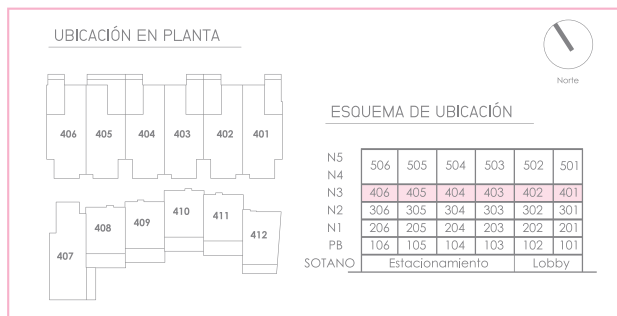 UBICACIÓN EN PLANTA
Norte
406 405 404 403 402 401
410
411
409
408
412
407
ESQUEMA DE UBICACIÓN
N5
506 505 504 503 502 501
N4
N3 406 405 404 403 402 401
N2 306 305 304 303 302 301
N1 206 205 204 203 202 201
PB 106 105 104 103 102 101
SOTANO Estacionamiento Lobby